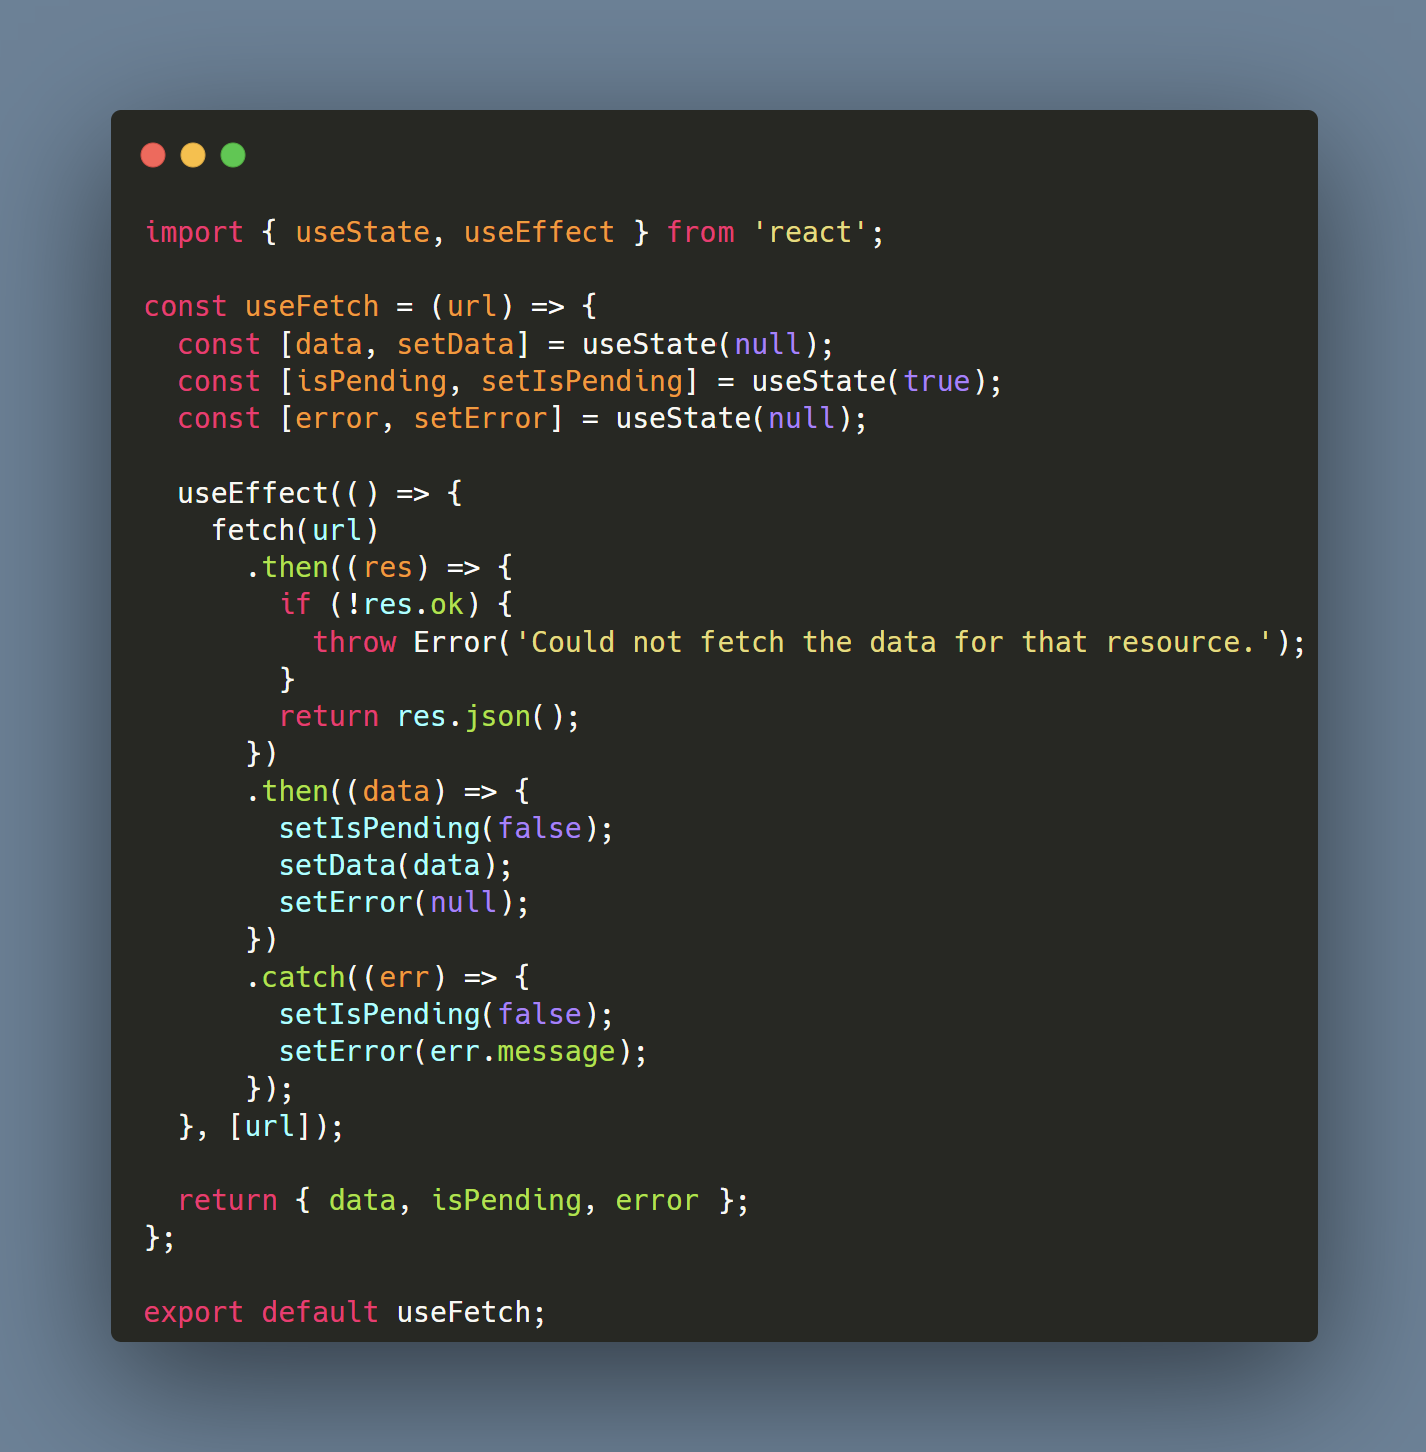 import { useState, useEffect } from 'react';

const useFetch = (url) => {
  const [data, setData] = useState(null);
  const [isPending, setIsPending] = useState(true);
  const [error, setError] = useState(null);

  useEffect(() => {
    fetch(url)
      .then((res) => {
        if (!res.ok) {
          throw Error('Could not fetch the data for that resource.');
        }
        return res.json();
      })
      .then((data) => {
        setIsPending(false);
        setData(data);
        setError(null);
      })
      .catch((err) => {
        setIsPending(false);
        setError(err.message);
      });
  }, [url]);

  return { data, isPending, error };
};

export default useFetch;